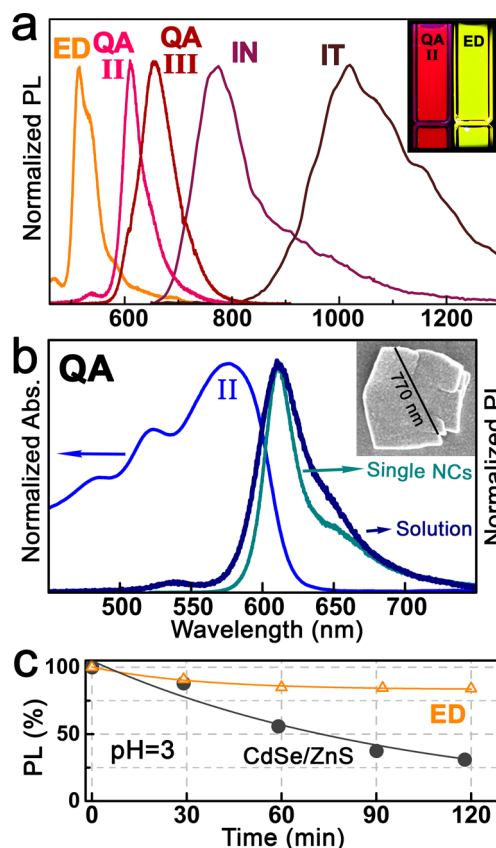 a
ED
QA
II
QA
III
IN
IT
QA
II
ED
Normalized PL
600
800
1000
1200
b
QA
II
770 nm
Single NCs
Solution
Normalized Abs.
Normalized PL
500
550
600
650
700
Wavelength (nm)
c
100
50
0
PL (%)
ED
CdSe/ZnS
pH=3
0
30
60
90
120
Time (min)